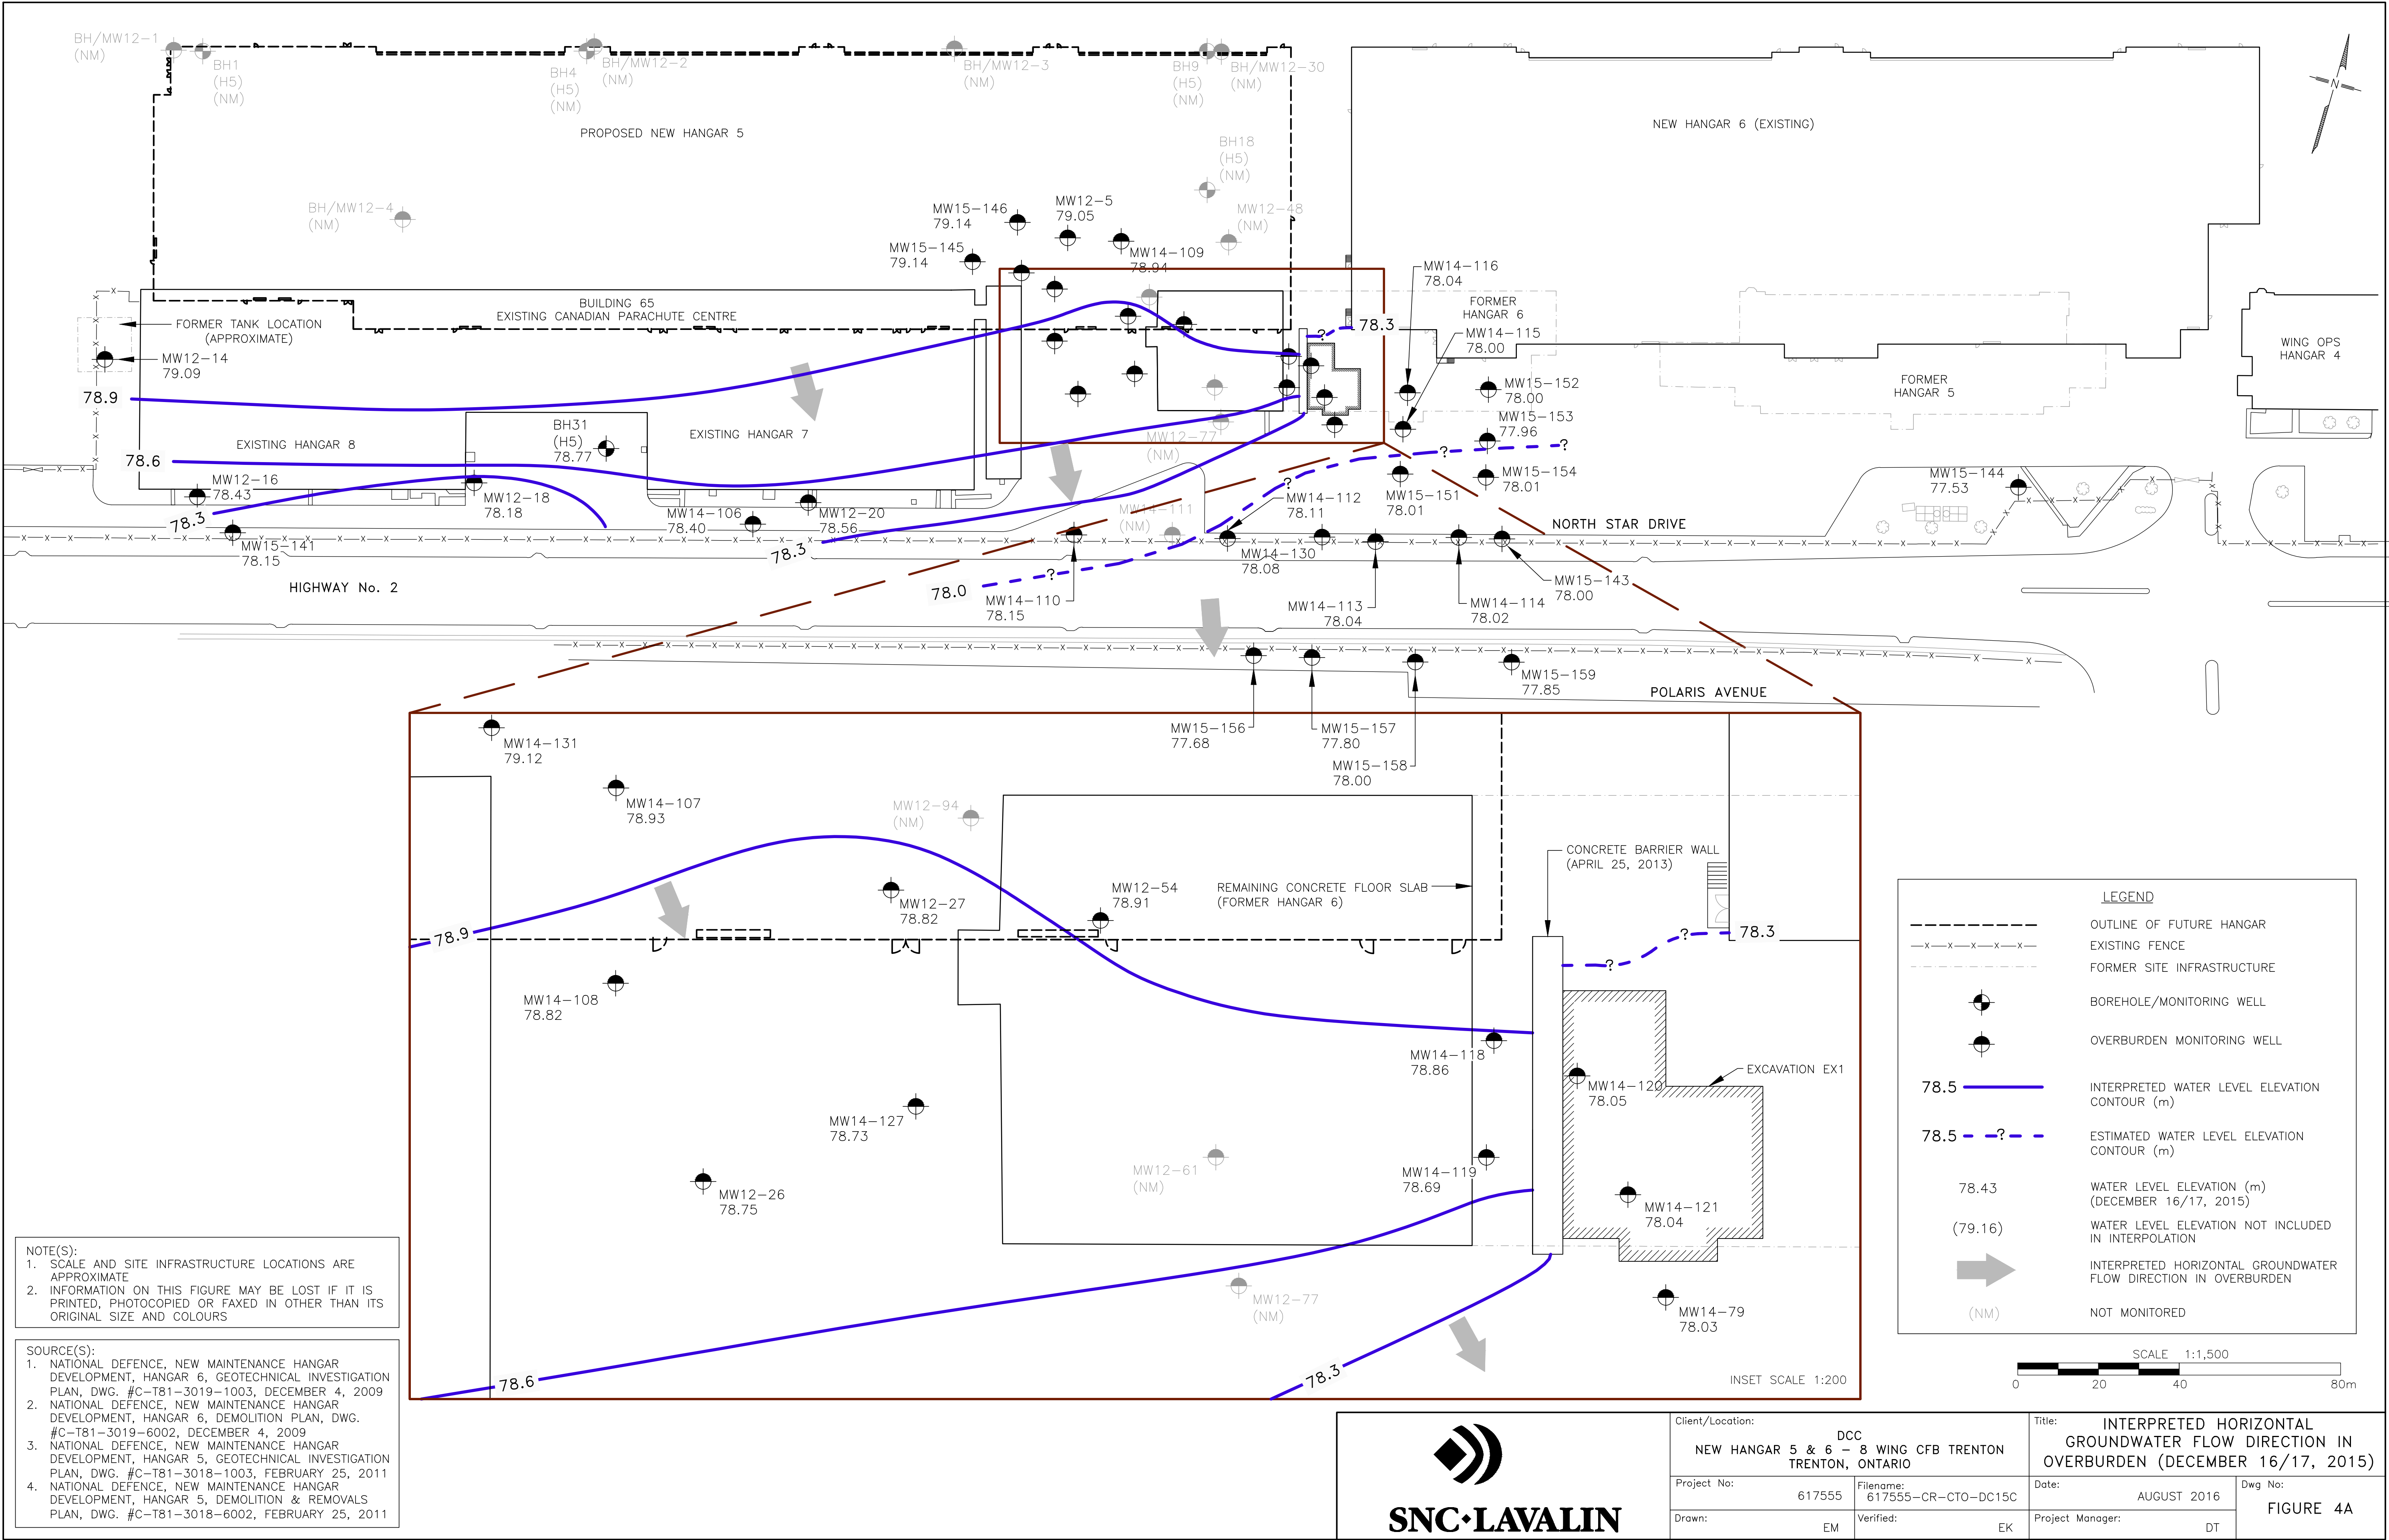 BH/MW12-1
(NM)
BH1
(H5)
(NM)
BH4
(H5)
(NM)
BH/MW12-2
(NM)
BH/MW12-3
(NM)
BH9
(H5)
(NM)
BH/MW12-30
(NM)
PROPOSED NEW HANGAR 5
NEW HANGAR 6 (EXISTING)
N
BH18
(H5)
(NM)
BH/MW12-4
(NM)
MW15-146
79.14
MW12-5
79.05
MW12-48
(NM)
MW15-145
79.14
MW14-109
78.94
MW14-116
78.04
BUILDING 65
EXISTING CANADIAN PARACHUTE CENTRE
FORMER TANK LOCATION
(APPROXIMATE)
MW12-14
79.09
FORMER
HANGAR 6
?
78.3
MW14-115
78.00
WING OPS
HANGAR 4
FORMER
HANGAR 5
MW15-152
78.00
78.9
MW15-153
77.96
BH31
(H5)
78.77
EXISTING HANGAR 8
EXISTING HANGAR 7
MW12-77
(NM)
78.6
?
MW12-16
78.43
MW12-18
78.18
MW14-106
78.40
MW12-20
78.56
MW14-111
(NM)
?
MW14-112
78.11
MW15-151
78.01
MW15-154
78.01
MW15-144
77.53
78.3
MW15-141
78.15
78.3
MW14-130
78.08
NORTH STAR DRIVE
HIGHWAY No. 2
78.0
?
MW14-110
78.15
MW14-113
78.04
MW14-114
78.02
MW15-143
78.00
MW15-159
77.85
POLARIS AVENUE
MW15-156
77.68
MW15-157
77.80
MW15-158
78.00
MW14-131
79.12
MW14-107
78.93
MW12-94
(NM)
CONCRETE BARRIER WALL
(APRIL 25, 2013)
MW12-27
78.82
MW12-54
78.91
REMAINING CONCRETE FLOOR SLAB
(FORMER HANGAR 6)
78.9
?
?
78.3
MW14-108
78.82
MW14-118
78.86
MW14-120
78.05
EXCAVATION EX1
MW14-127
78.73
MW12-61
(NM)
MW14-119
78.69
MW12-26
78.75
MW14-121
78.04
MW12-77
(NM)
MW14-79
78.03
78.6
78.3
INSET SCALE 1:200
LEGEND
OUTLINE OF FUTURE HANGAR
EXISTING FENCE
FORMER SITE INFRASTRUCTURE
BOREHOLE/MONITORING WELL
OVERBURDEN MONITORING WELL
78.5
INTERPRETED WATER LEVEL ELEVATION
CONTOUR (m)
78.5 ?
ESTIMATED WATER LEVEL ELEVATION
CONTOUR (m)
78.43
WATER LEVEL ELEVATION (m)
(DECEMBER 16/17, 2015)
(79.16)
WATER LEVEL ELEVATION NOT INCLUDED
IN INTERPOLATION
INTERPRETED HORIZONTAL GROUNDWATER
FLOW DIRECTION IN OVERBURDEN
(NM)
NOT MONITORED
SCALE 1:1,500
0 20 40 80m
NOTE(S):
1. SCALE AND SITE INFRASTRUCTURE LOCATIONS ARE
APPROXIMATE
2. INFORMATION ON THIS FIGURE MAY BE LOST IF IT IS
PRINTED, PHOTOCOPIED OR FAXED IN OTHER THAN ITS
ORIGINAL SIZE AND COLOURS
SOURCE(S):
1. NATIONAL DEFENCE, NEW MAINTENANCE HANGAR
DEVELOPMENT, HANGAR 6, GEOTECHNICAL INVESTIGATION
PLAN, DWG. #C-T81-3019-1003, DECEMBER 4, 2009
2. NATIONAL DEFENCE, NEW MAINTENANCE HANGAR
DEVELOPMENT, HANGAR 6, DEMOLITION PLAN, DWG.
#C-T81-3019-6002, DECEMBER 4, 2009
3. NATIONAL DEFENCE, NEW MAINTENANCE HANGAR
DEVELOPMENT, HANGAR 5, GEOTECHNICAL INVESTIGATION
PLAN, DWG. #C-T81-3018-1003, FEBRUARY 25, 2011
4. NATIONAL DEFENCE, NEW MAINTENANCE HANGAR
DEVELOPMENT, HANGAR 5, DEMOLITION & REMOVALS
PLAN, DWG. #C-T81-3018-6002, FEBRUARY 25, 2011
SNC•LAVALIN
Client/Location:
DCC
NEW HANGAR 5 & 6 - 8 WING CFB TRENTON
TRENTON, ONTARIO
Title:
INTERPRETED HORIZONTAL
GROUNDWATER FLOW DIRECTION IN
OVERBURDEN (DECEMBER 16/17, 2015)
Project No:
617555
Filename:
617555-CR-CTO-DC15C
Date:
AUGUST 2016
Dwg No:
FIGURE 4A
Drawn:
EM
Verified:
EK
Project Manager:
DT